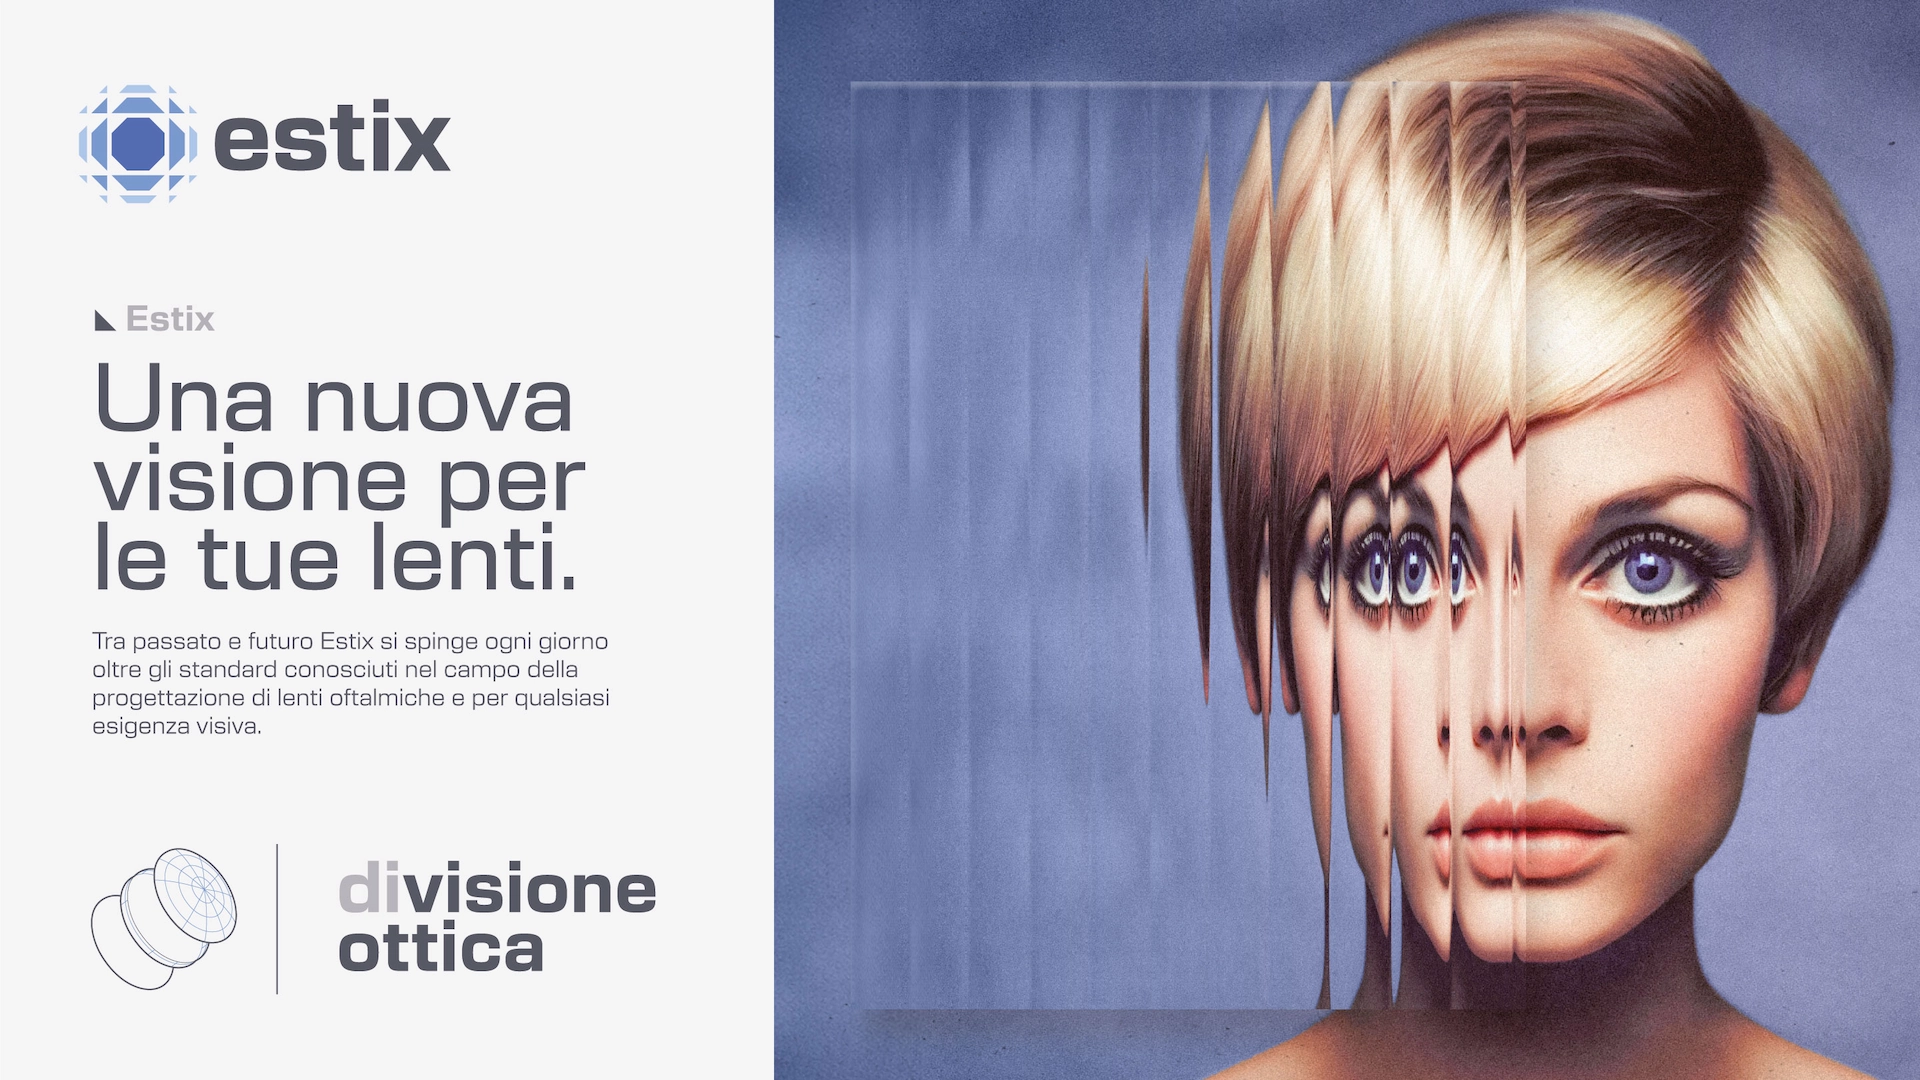 estix
Estix
Una nuova
visione per
le tue lenti.
Tra passato e futuro Estix si spinge ogni giorno
oltre gli standard conosciuti nel campo della
progettazione di lenti oftalmiche e per qualsiasi
esigenza visiva.
divisione
ottica